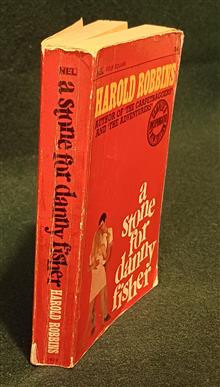 NEL
a stone for danny fisher
HAROLD ROBBINS
HAROLD ROBBINS
AUTHOR OF THE CARPETBAGGERS
AND THE ADVENTURERS
a
stone
for
danny
fisher